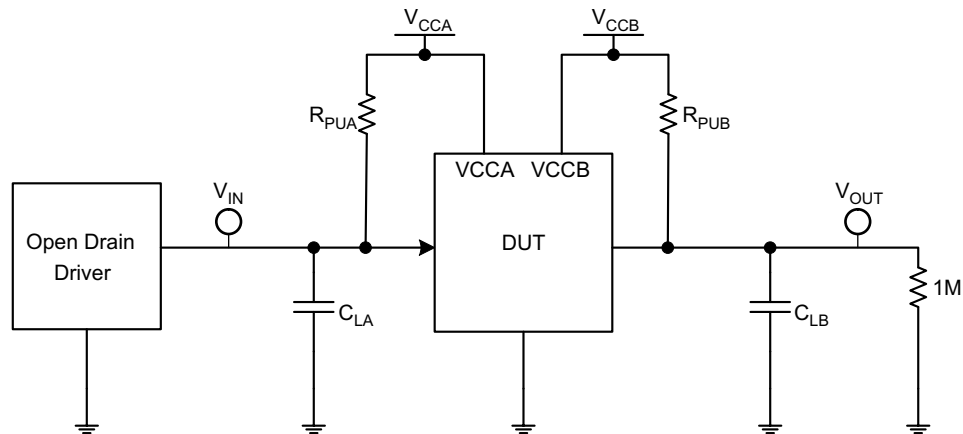 V_CCA
V_CCB
R_PUA
R_PUB
VCCA VCCB
V_IN
V_OUT
Open Drain
Driver
DUT
C_LA
C_LB
1M